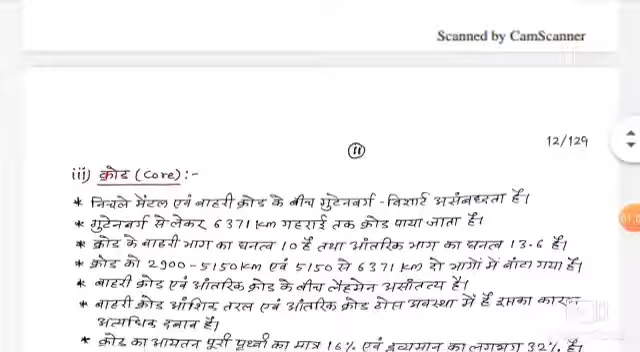 Scanned by CamScanner
12/129
11
iii) क्रोड (Core) :-
* निचले मेंटल एवं बाहरी क्रोड के बीच गुटेनबर्ग - विशार्ट असंबध्दता है।
* गुटेनबर्ग से लेकर 6371 km गहराई तक क्रोड पाया जाता है।
* क्रोड के बाहरी भाग का घनत्व 10 है तथा आंतरिक भाग का घनत्व 13.6 है।
* क्रोड को 2900 - 5150 km एवं 5150 से 6371 km दो भागों में बांटा गया है।
* बाहरी क्रोड एवं आंतरिक क्रोड के बीच लेहमेन असांतत्य है।
* बाहरी क्रोड आंशिक तरल एवं आंतरिक क्रोड ठोस अवस्था में है इसका कारण
अत्यधिक दबाव है।
* क्रोड का आयतन पूरी पृथ्वी का मात्र 16% एवं द्रव्यमान का लगभग 32% है।